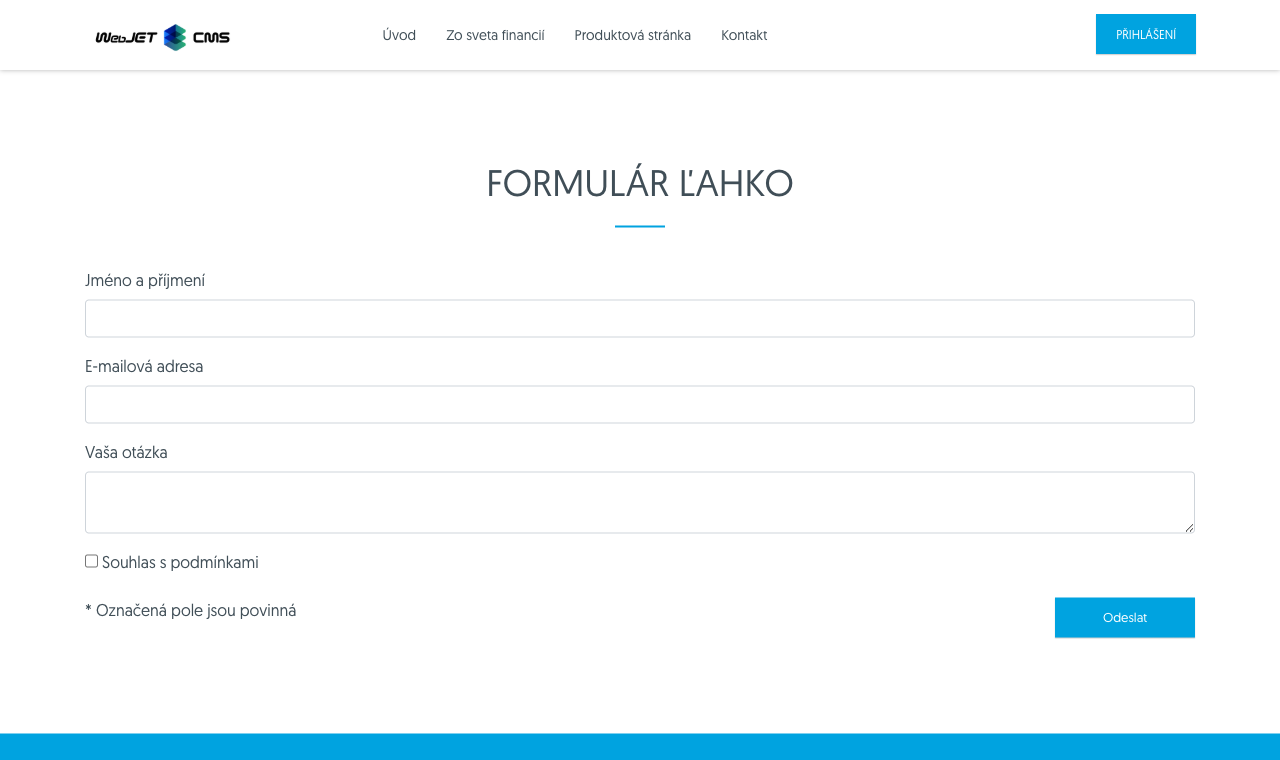 WebJET CMS
Úvod
Zo sveta financií
Produktová stránka
Kontakt
PŘIHLÁŠENÍ
FORMULÁR ĽAHKO
Jméno a příjmení
E-mailová adresa
Vaša otázka
Souhlas s podmínkami
* Označená pole jsou povinná
Odeslat